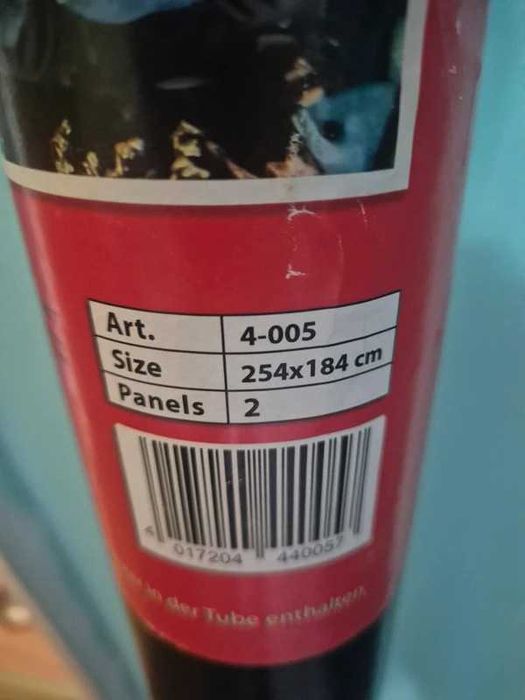 Art. 4-005
Size 254x184 cm
Panels 2
4 017204 440057
in der Tube enthalten.